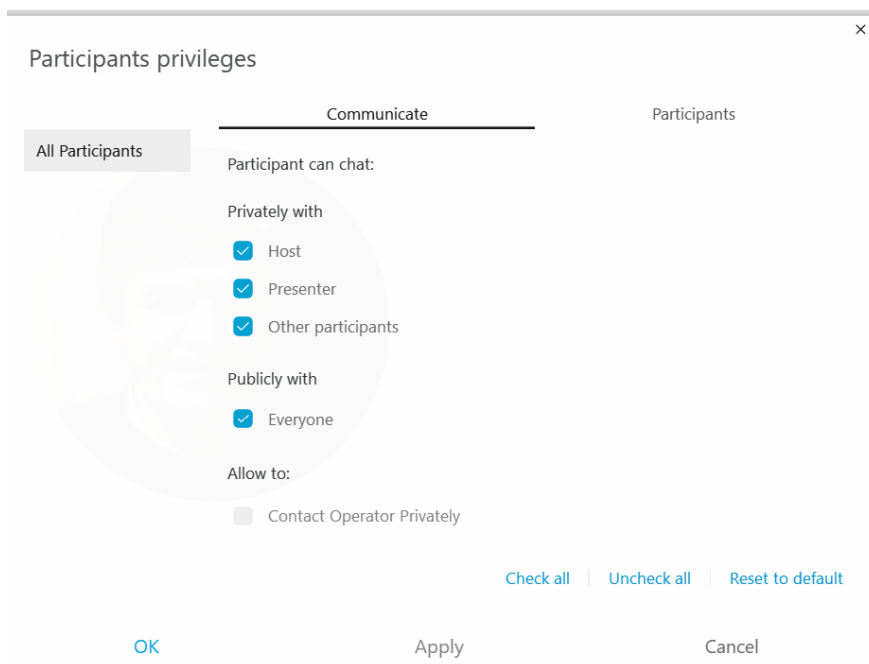 Participants privileges
Communicate
Participants
All Participants
Participant can chat:
Privately with
Host
Presenter
Other participants
Publicly with
Everyone
Allow to:
Contact Operator Privately
Check all
Uncheck all
Reset to default
OK
Apply
Cancel